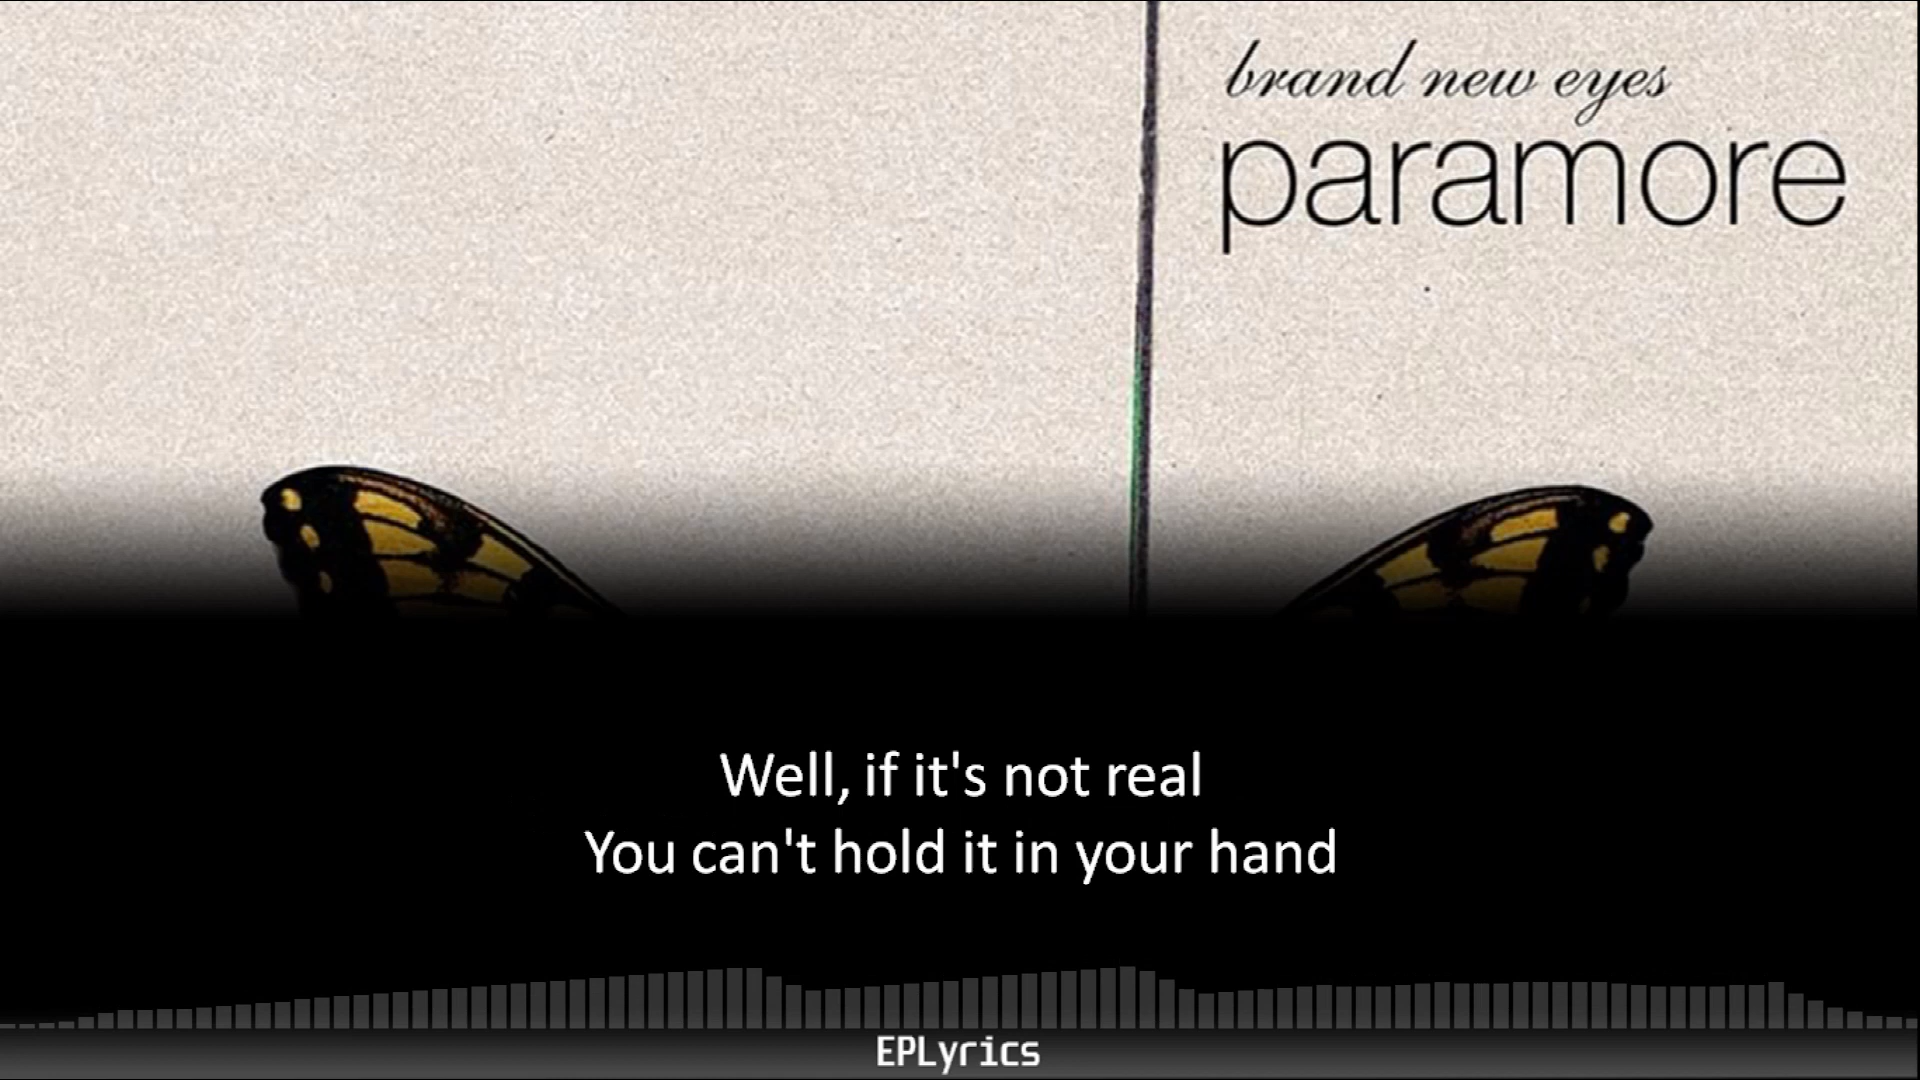 brand new eyes
paramore
Well, if it's not real
You can't hold it in your hand
EPLyrics